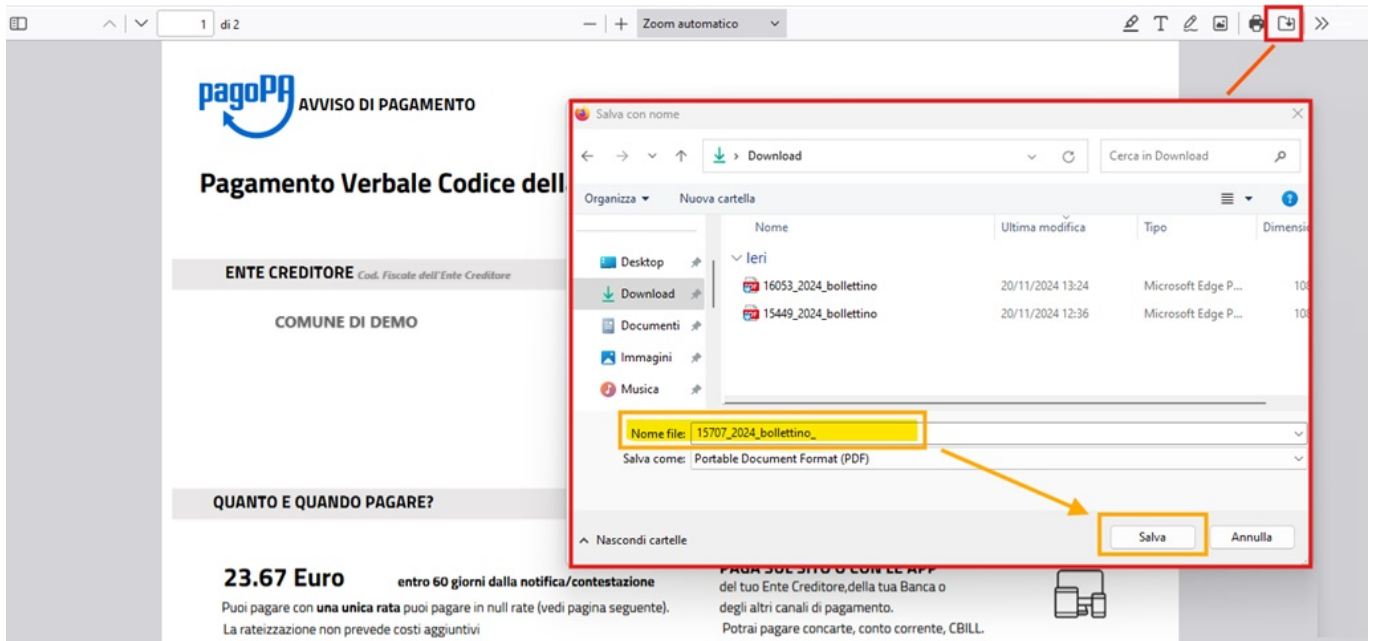 1 di 2
Zoom automatico
pagoPA
AVVISO DI PAGAMENTO
Pagamento Verbale Codice dell
ENTE CREDITORE Cod. Fiscale dell'Ente Creditore
COMUNE DI DEMO
QUANTO E QUANDO PAGARE?
23.67 Euro entro 60 giorni dalla notifica/contestazione
Puoi pagare con una unica rata puoi pagare in null rate (vedi pagina seguente).
La rateizzazione non prevede costi aggiuntivi
PAGA SUL SITO O CON LE APP
del tuo Ente Creditore,della tua Banca o
degli altri canali di pagamento.
Potrai pagare concarte, conto corrente, CBILL.
Salva con nome
Download
Cerca in Download
Organizza
Nuova cartella
Nome Ultima modifica Tipo
Desktop
Download
Documenti
Immagini
Musica
Ieri
16053_2024_bollettino 20/11/2024 13:24 Microsoft Edge P...
15449_2024_bollettino 20/11/2024 12:36 Microsoft Edge P...
Nome file: 15707_2024_bollettino_
Salva come: Portable Document Format (PDF)
Nascondi cartelle
Salva
Annulla